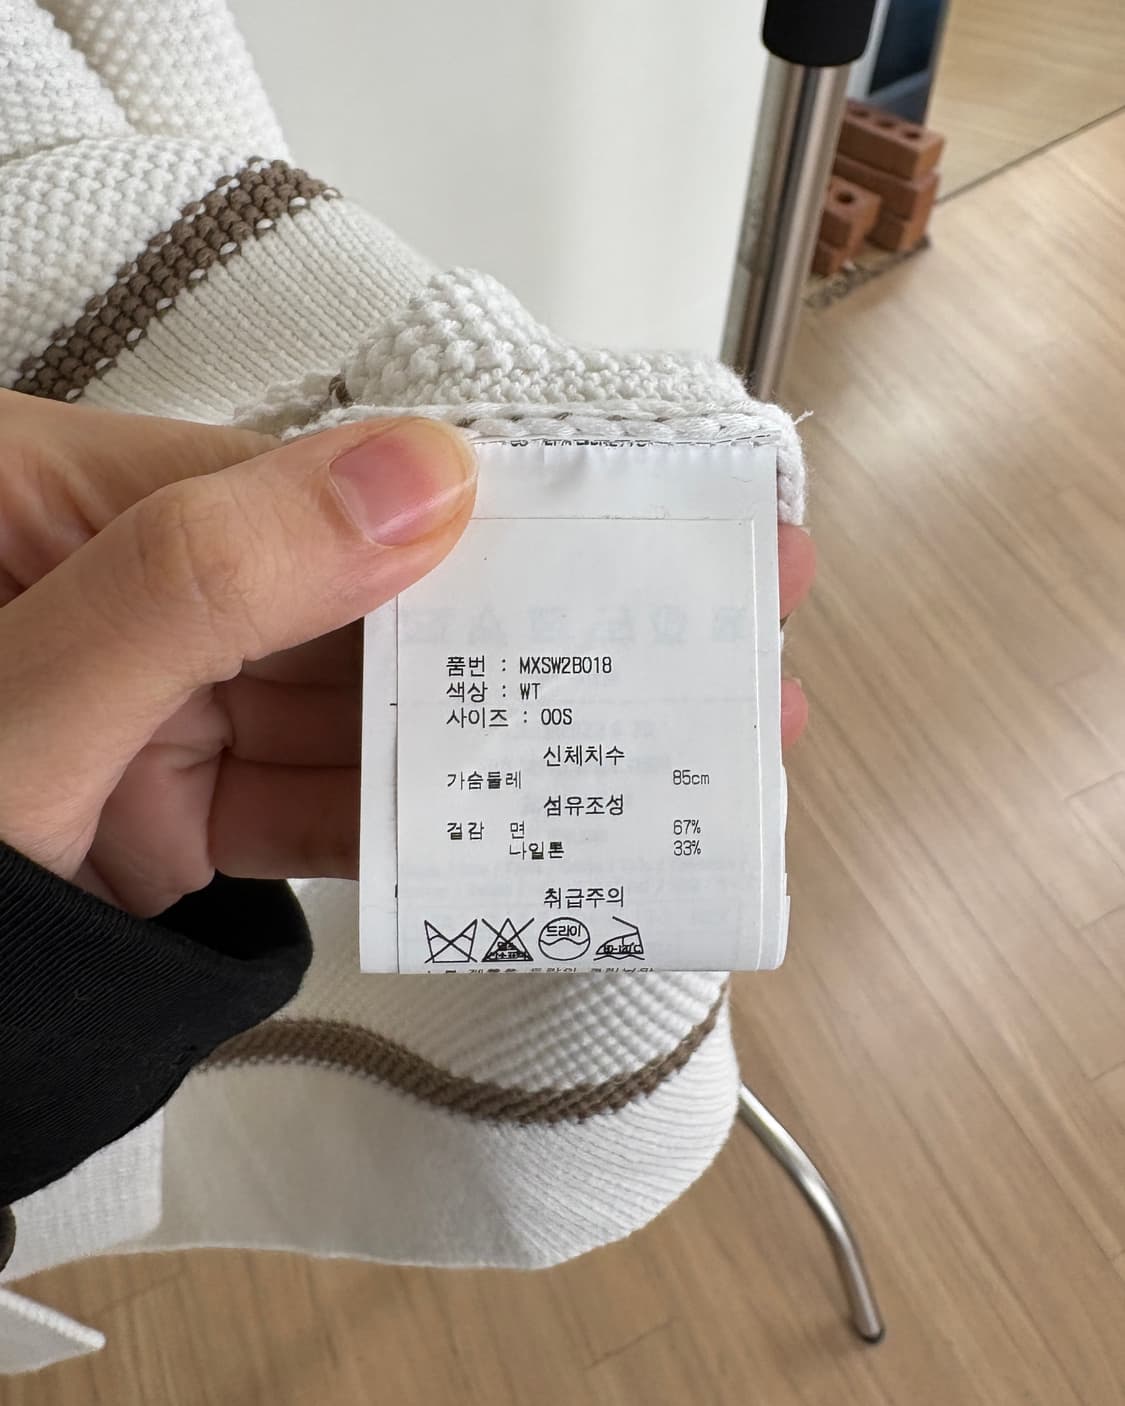 품번 : MXSW2B018
색상 : WT
사이즈 : 00S
신체치수
가슴둘레 85cm
섬유조성
겉감 면 67%
나일론 33%
취급주의
드라이
80-120℃